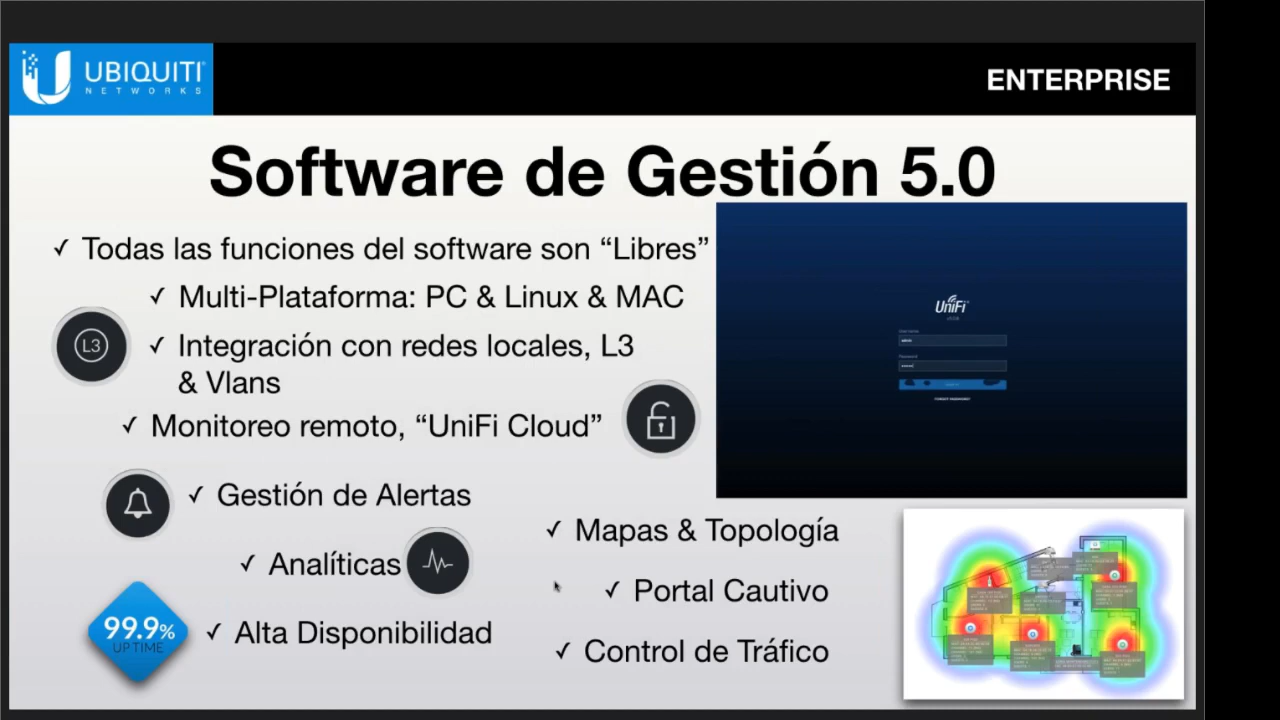 UBIQUITI
NETWORKS
ENTERPRISE
Software de Gestión 5.0
✓ Todas las funciones del software son “Libres”
✓ Multi-Plataforma: PC & Linux & MAC
L3
✓ Integración con redes locales, L3
& Vlans
✓ Monitoreo remoto, “UniFi Cloud”
UniFi
✓ Gestión de Alertas
✓ Mapas & Topología
✓ Analíticas
✓ Portal Cautivo
99.9%
UPTIME
✓ Alta Disponibilidad
✓ Control de Tráfico